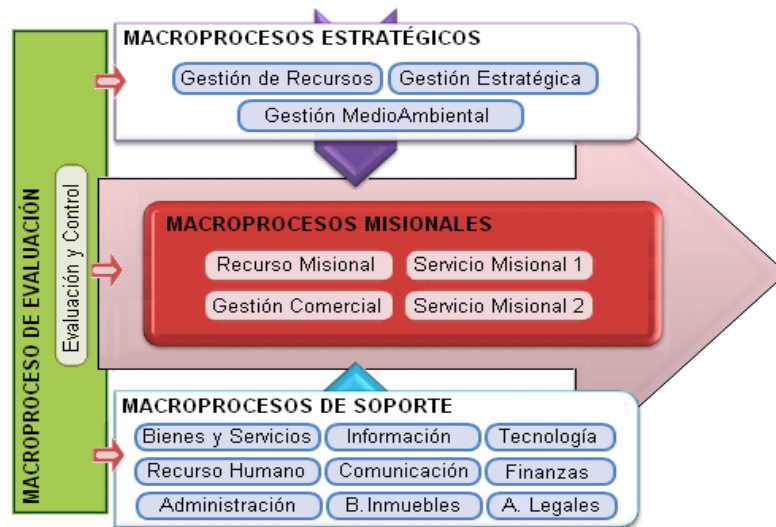 MACROPROCESO DE EVALUACIÓN
Evaluación y Control
MACROPROCESOS ESTRATÉGICOS
Gestión de Recursos
Gestión Estratégica
Gestión MedioAmbiental
MACROPROCESOS MISIONALES
Recurso Misional
Servicio Misional 1
Gestión Comercial
Servicio Misional 2
MACROPROCESOS DE SOPORTE
Bienes y Servicios
Información
Tecnología
Recurso Humano
Comunicación
Finanzas
Administración
B. Inmuebles
A. Legales